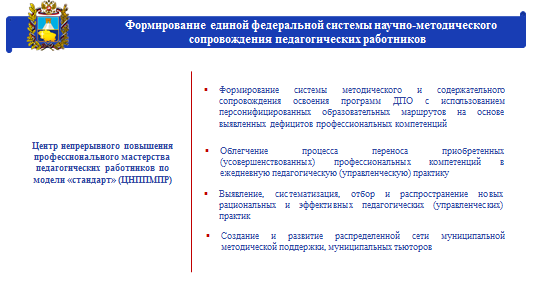 Формирование единой федеральной системы научно-методического
сопровождения педагогических работников
Центр непрерывного повышения
профессионального мастерства
педагогических работников по
модели «стандарт» (ЦНППМПР)
Формирование системы методического и содержательного
сопровождения освоения программ ДПО с использованием
персонифицированных образовательных маршрутов на основе
выявленных дефицитов профессиональных компетенций
Облегчение процесса переноса приобретенных
(усовершенствованных) профессиональных компетенций в
ежедневную педагогическую (управленческую) практику
Выявление, систематизация, отбор и распространение новых
рациональных и эффективных педагогических (управленческих)
практик
Создание и развитие распределенной сети муниципальной
методической поддержки, муниципальных тьюторов